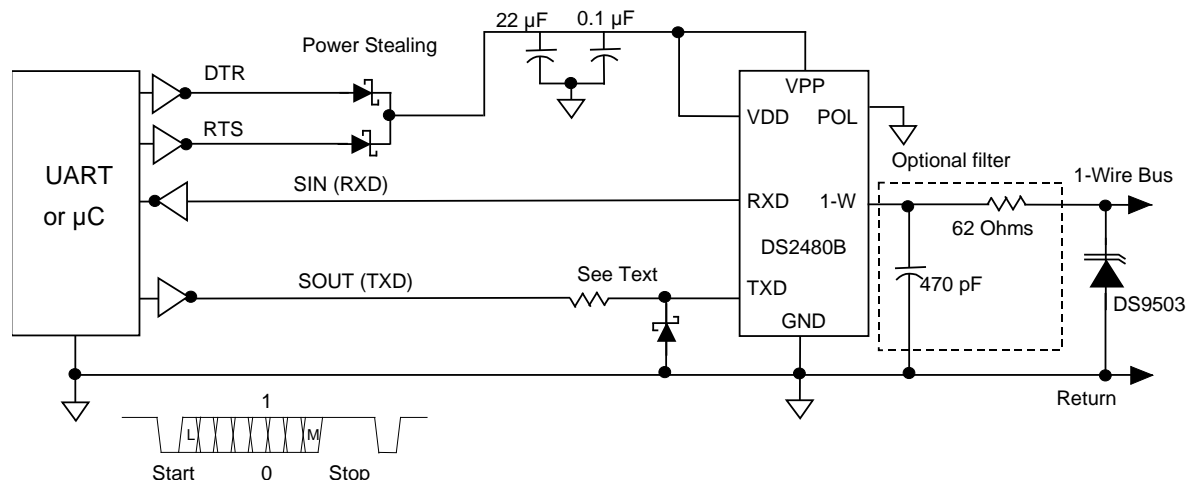 22 µF
0.1 µF
Power Stealing
DTR
VPP
VDD
POL
RTS
Optional filter
UART
or µC
SIN (RXD)
RXD
1-W
1-Wire Bus
62 Ohms
DS2480B
SOUT (TXD)
See Text
TXD
470 pF
DS9503
GND
Return
1
L
M
Start
0
Stop